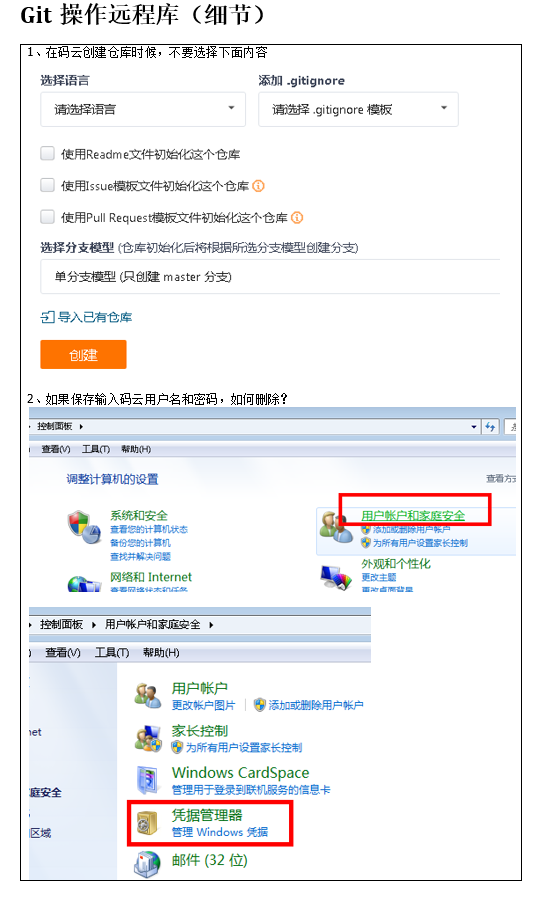 Git 操作远程库（细节）
1、在码云创建仓库时候，不要选择下面内容
选择语言 添加 .gitignore
请选择语言 请选择 .gitignore 模板
使用Readme文件初始化这个仓库
使用Issue模板文件初始化这个仓库
使用Pull Request模板文件初始化这个仓库
选择分支模型 (仓库初始化后将根据所选分支模型创建分支)
单分支模型 (只创建 master 分支)
导入已有仓库
创建
2、如果保存输入码云用户名和密码，如何删除？
控制面板
查看(V) 工具(T) 帮助(H)
调整计算机的设置 查看方式
系统和安全
查看您的计算机状态
备份您的计算机
查找并解决问题
网络和 Internet
查看网络状态和任务
用户帐户和家庭安全
添加或删除用户帐户
为所有用户设置家长控制
外观和个性化
更改主题
更改桌面背景
控制面板 用户帐户和家庭安全
查看(V) 工具(T) 帮助(H)
用户帐户
更改帐户图片 添加或删除用户帐户
家长控制
为所有用户设置家长控制
Windows CardSpace
管理用于登录到联机服务的信息卡
凭据管理器
管理 Windows 凭据
邮件 (32 位)
net
庭安全
区域